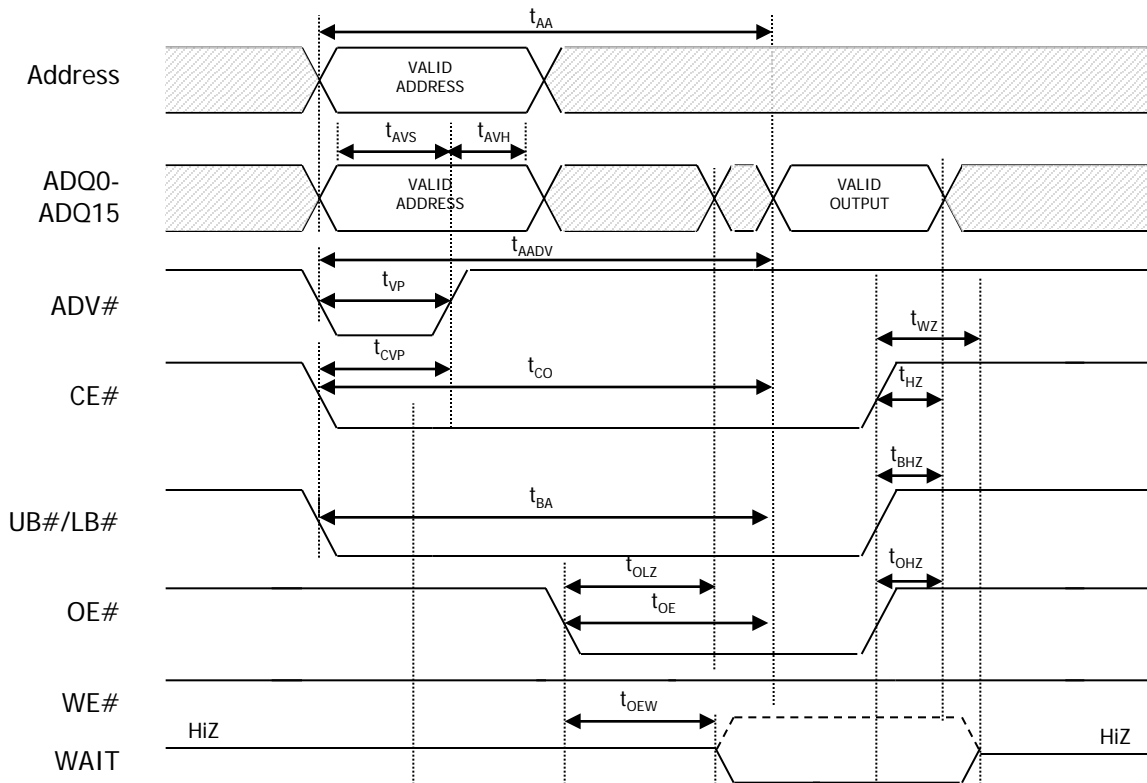 tAA
Address
VALID
ADDRESS
tAVS
tAVH
ADQ0-
ADQ15
VALID
ADDRESS
VALID
OUTPUT
tAADV
ADV#
tVP
tWZ
tCVP
tCO
CE#
tHZ
tBHZ
UB#/LB#
tBA
tOLZ
tOHZ
OE#
tOE
WE#
tOEW
HiZ
HiZ
WAIT